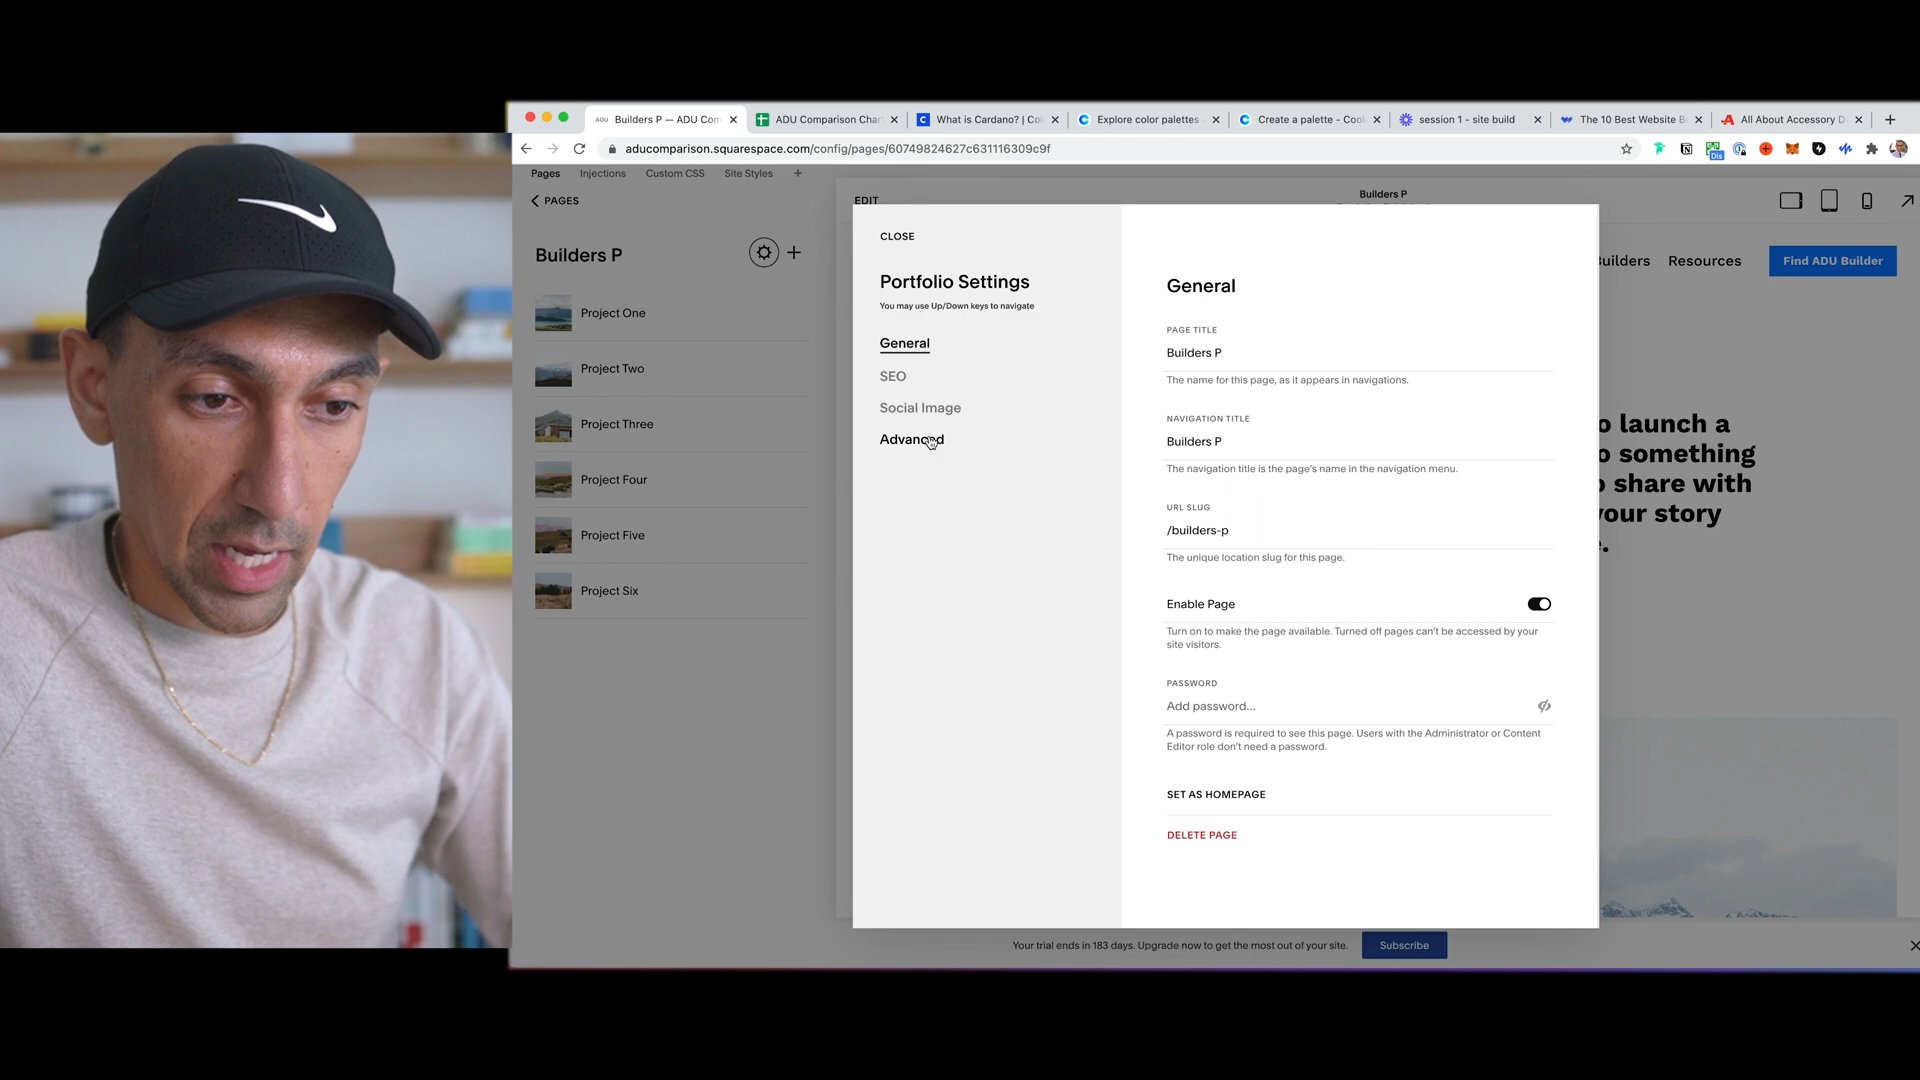 ADU Builders P — ADU Com
ADU Comparison Char
What is Cardano? | Coi
Explore color palettes
Create a palette - Cool
session 1 - site build
The 10 Best Website B
All About Accessory D
aducomparison.squarespace.com/config/pages/60749824627c631116309c9f
Dis
Pages
Injections
Custom CSS
Site Styles
PAGES
EDIT
Builders P
Builders P
Project One
Project Two
Project Three
Project Four
Project Five
Project Six
CLOSE
Portfolio Settings
You may use Up/Down keys to navigate
General
SEO
Social Image
Advanced
General
PAGE TITLE
Builders P
The name for this page, as it appears in navigations.
NAVIGATION TITLE
Builders P
The navigation title is the page's name in the navigation menu.
URL SLUG
/builders-p
The unique location slug for this page.
Enable Page
Turn on to make the page available. Turned off pages can't be accessed by your
site visitors.
PASSWORD
Add password...
A password is required to see this page. Users with the Administrator or Content
Editor role don't need a password.
SET AS HOMEPAGE
DELETE PAGE
Builders
Resources
Find ADU Builder
o launch a
o something
o share with
your story
e.
Your trial ends in 183 days. Upgrade now to get the most out of your site.
Subscribe